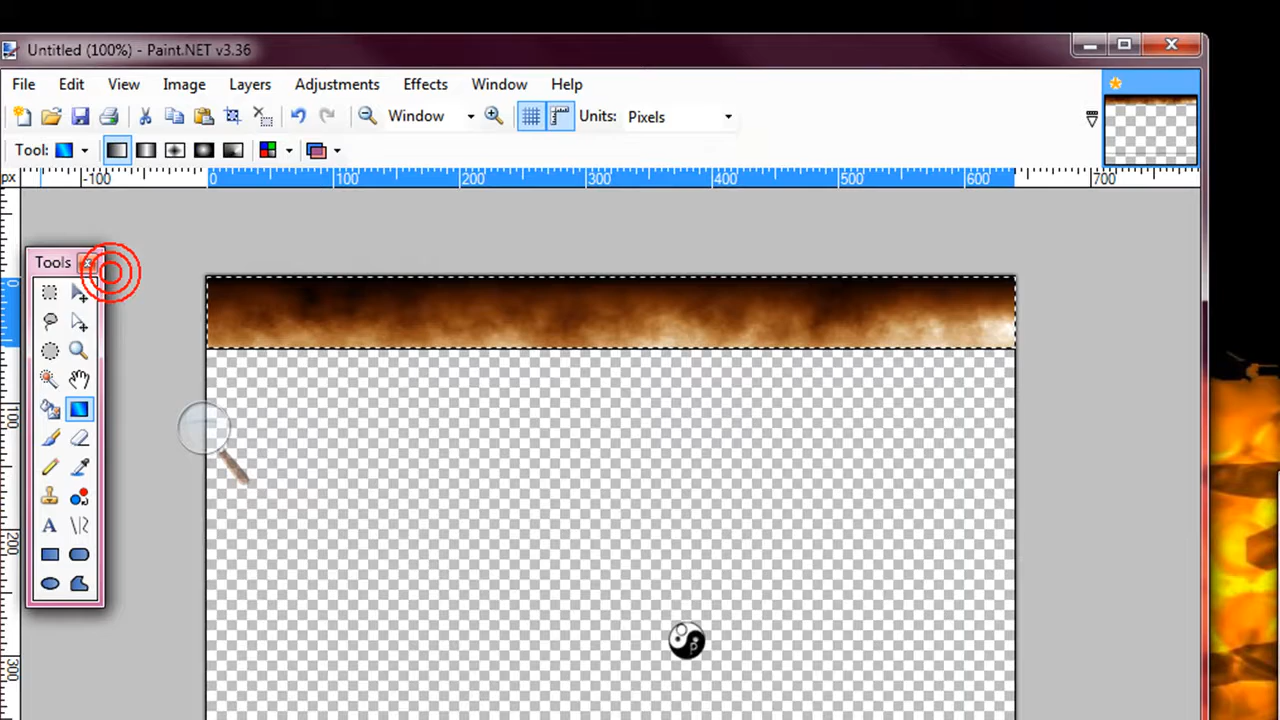 Untitled (100%) - Paint.NET v3.36
File Edit View Image Layers Adjustments Effects Window Help
Window Units: Pixels
Tool:
px -100 0 100 200 300 400 500 600 700
Tools
0
100
200
300
A
p